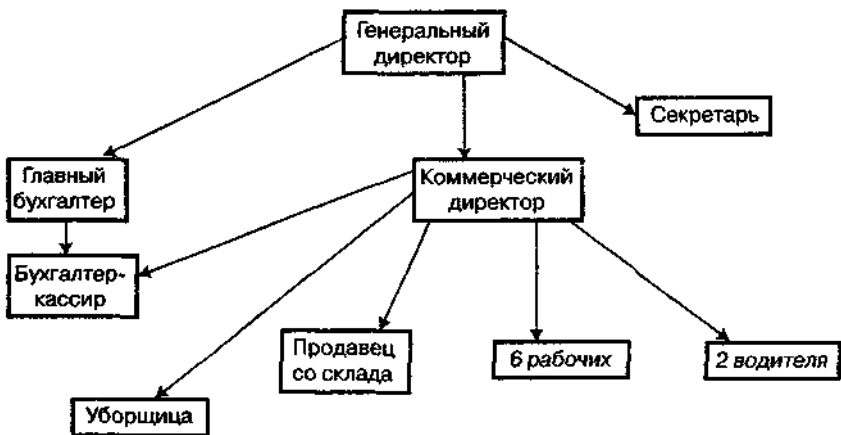 Генеральный
директор
Секретарь
Главный
бухгалтер
Коммерческий
директор
Бухгалтер-
кассир
Продавец
со склада
6 рабочих
2 водителя
Уборщица